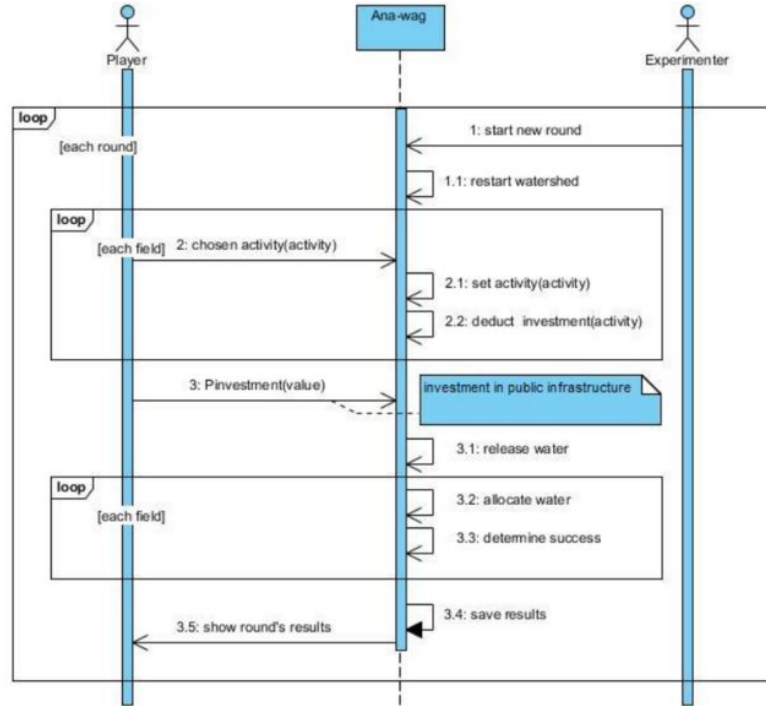 Ana-wag
Player
Experimenter
loop
1: start new round
[each round]
1.1: restart watershed
loop
[each field]
2: chosen activity(activity)
2.1: set activity(activity)
2.2: deduct investment(activity)
3: Pinvestment(value)
investment in public infrastructure
3.1: release water
loop
3.2: allocate water
[each field]
3.3: determine success
3.4: save results
3.5: show round's results